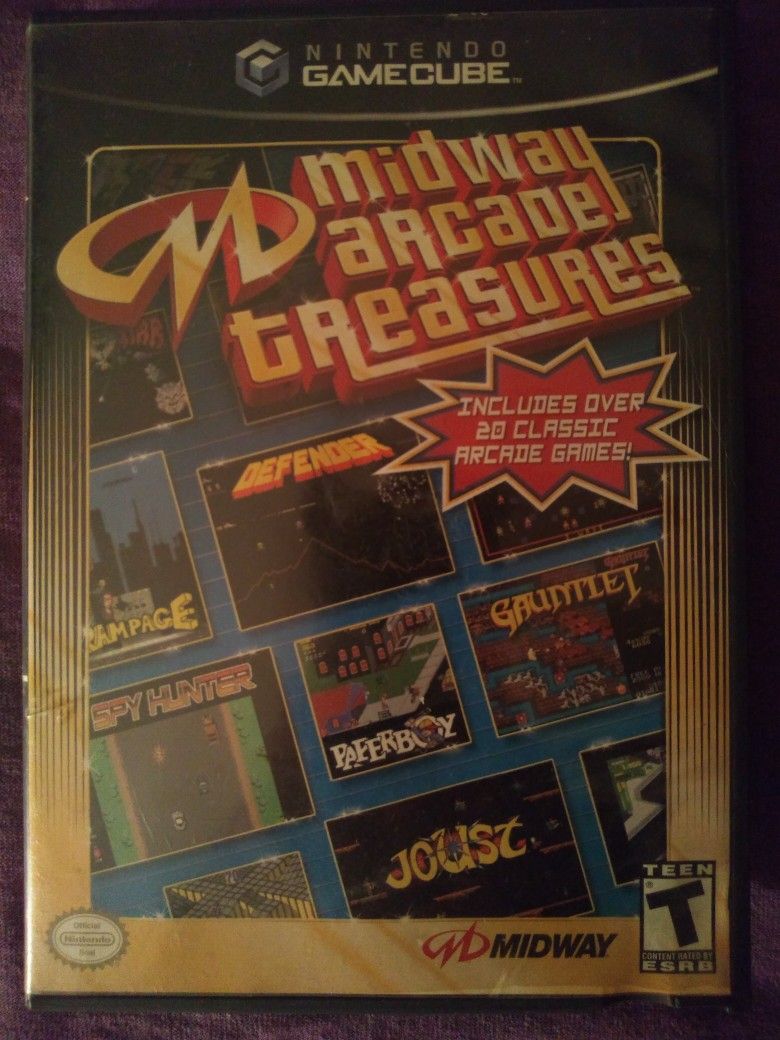 NINTENDO
GAMECUBE™
midway
arcade
treasures
INCLUDES OVER
20 CLASSIC
ARCADE GAMES!
DEFENDER
RAMPAGE
GAUNTLET
SPY HUNTER
PAPERBOY
JOUST
Official
Nintendo
Seal
MIDWAY
TEEN
T
CONTENT RATED BY
ESRB